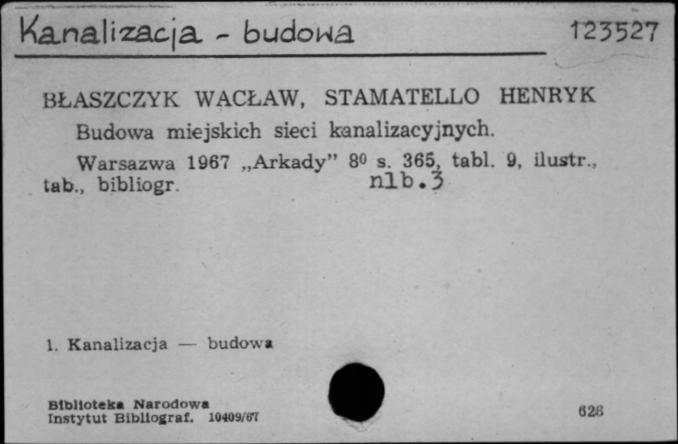 Kanalizacja - budowa 123527
BŁASZCZYK WACŁAW, STAMATELLO HENRYK
Budowa miejskich sieci kanalizacyjnych.
Warsazwa 1967 „Arkady” 8⁰ s. 365, tabl. 9, ilustr.,
nlb.3
tab., bibliogr.
1. Kanalizacja — budowa
Biblioteka Narodowa
Instytut Bibliograf. 10409/67 628